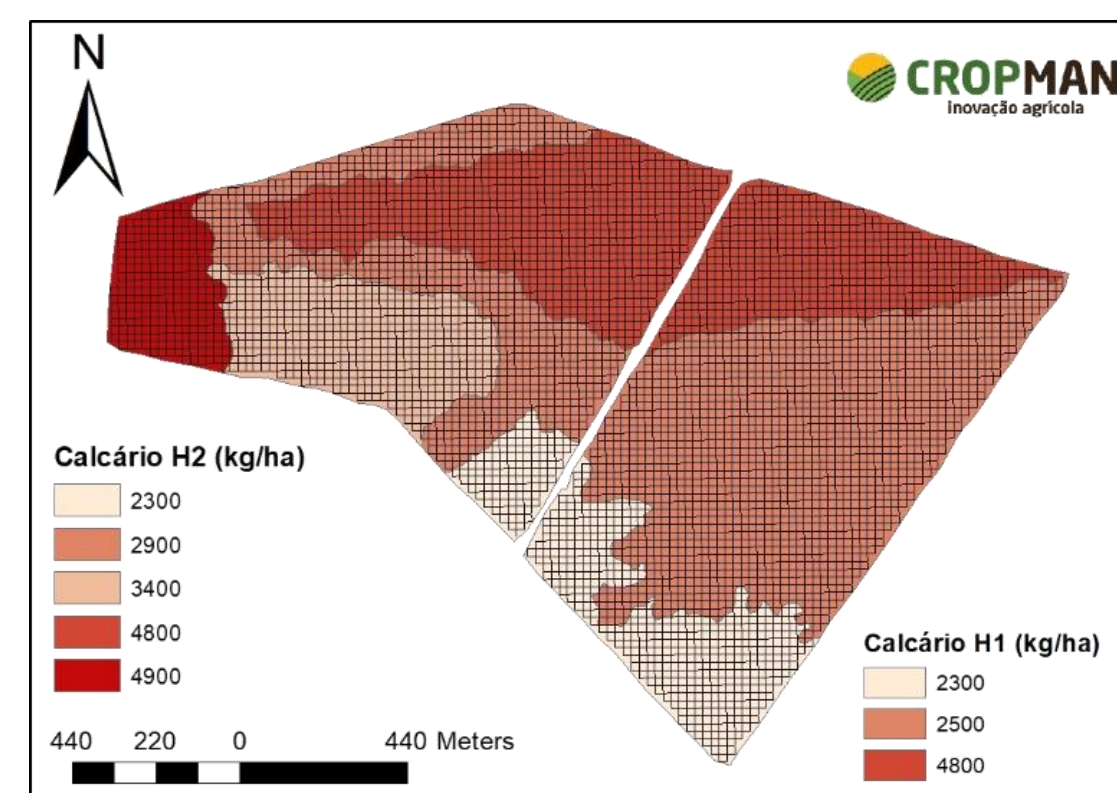 N
CROPMAN
inovação agrícola
Calcário H2 (kg/ha)
2300
2900
3400
4800
4900
440 220 0 440 Meters
Calcário H1 (kg/ha)
2300
2500
4800